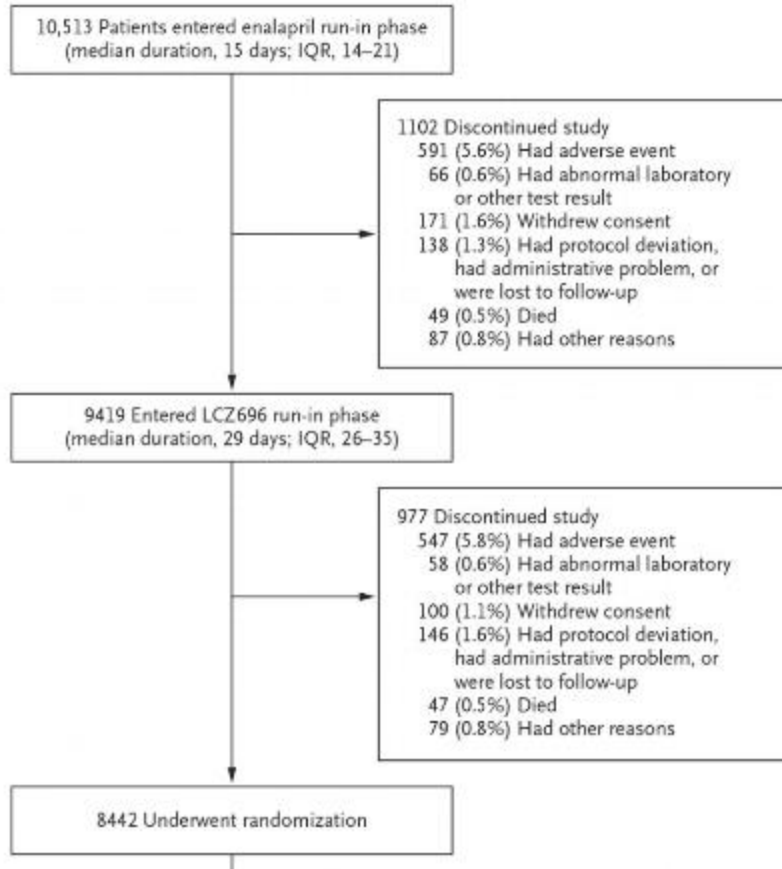 10,513 Patients entered enalapril run-in phase
(median duration, 15 days; IQR, 14–21)
1102 Discontinued study
591 (5.6%) Had adverse event
66 (0.6%) Had abnormal laboratory
or other test result
171 (1.6%) Withdrew consent
138 (1.3%) Had protocol deviation,
had administrative problem, or
were lost to follow-up
49 (0.5%) Died
87 (0.8%) Had other reasons
9419 Entered LCZ696 run-in phase
(median duration, 29 days; IQR, 26–35)
977 Discontinued study
547 (5.8%) Had adverse event
58 (0.6%) Had abnormal laboratory
or other test result
100 (1.1%) Withdrew consent
146 (1.6%) Had protocol deviation,
had administrative problem, or
were lost to follow-up
47 (0.5%) Died
79 (0.8%) Had other reasons
8442 Underwent randomization